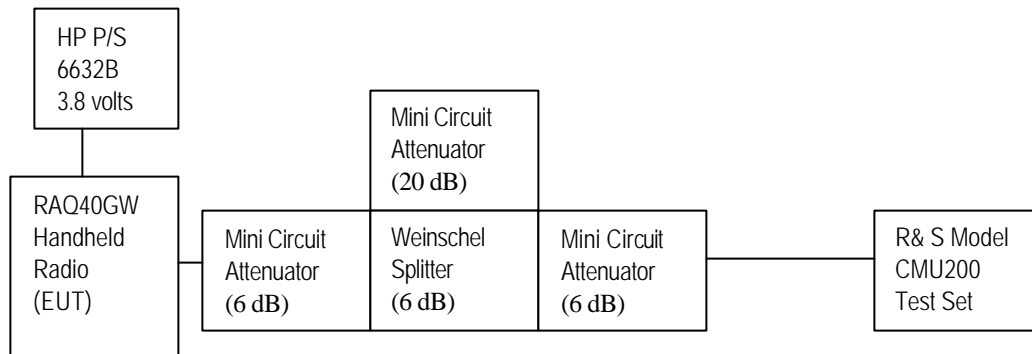 HP P/S
6632B
3.8 volts
Mini Circuit
Attenuator
(20 dB)
RAQ40GW
Handheld
Radio
(EUT)
Mini Circuit
Attenuator
(6 dB)
Weinschel
Splitter
(6 dB)
Mini Circuit
Attenuator
(6 dB)
R& S Model
CMU200
Test Set